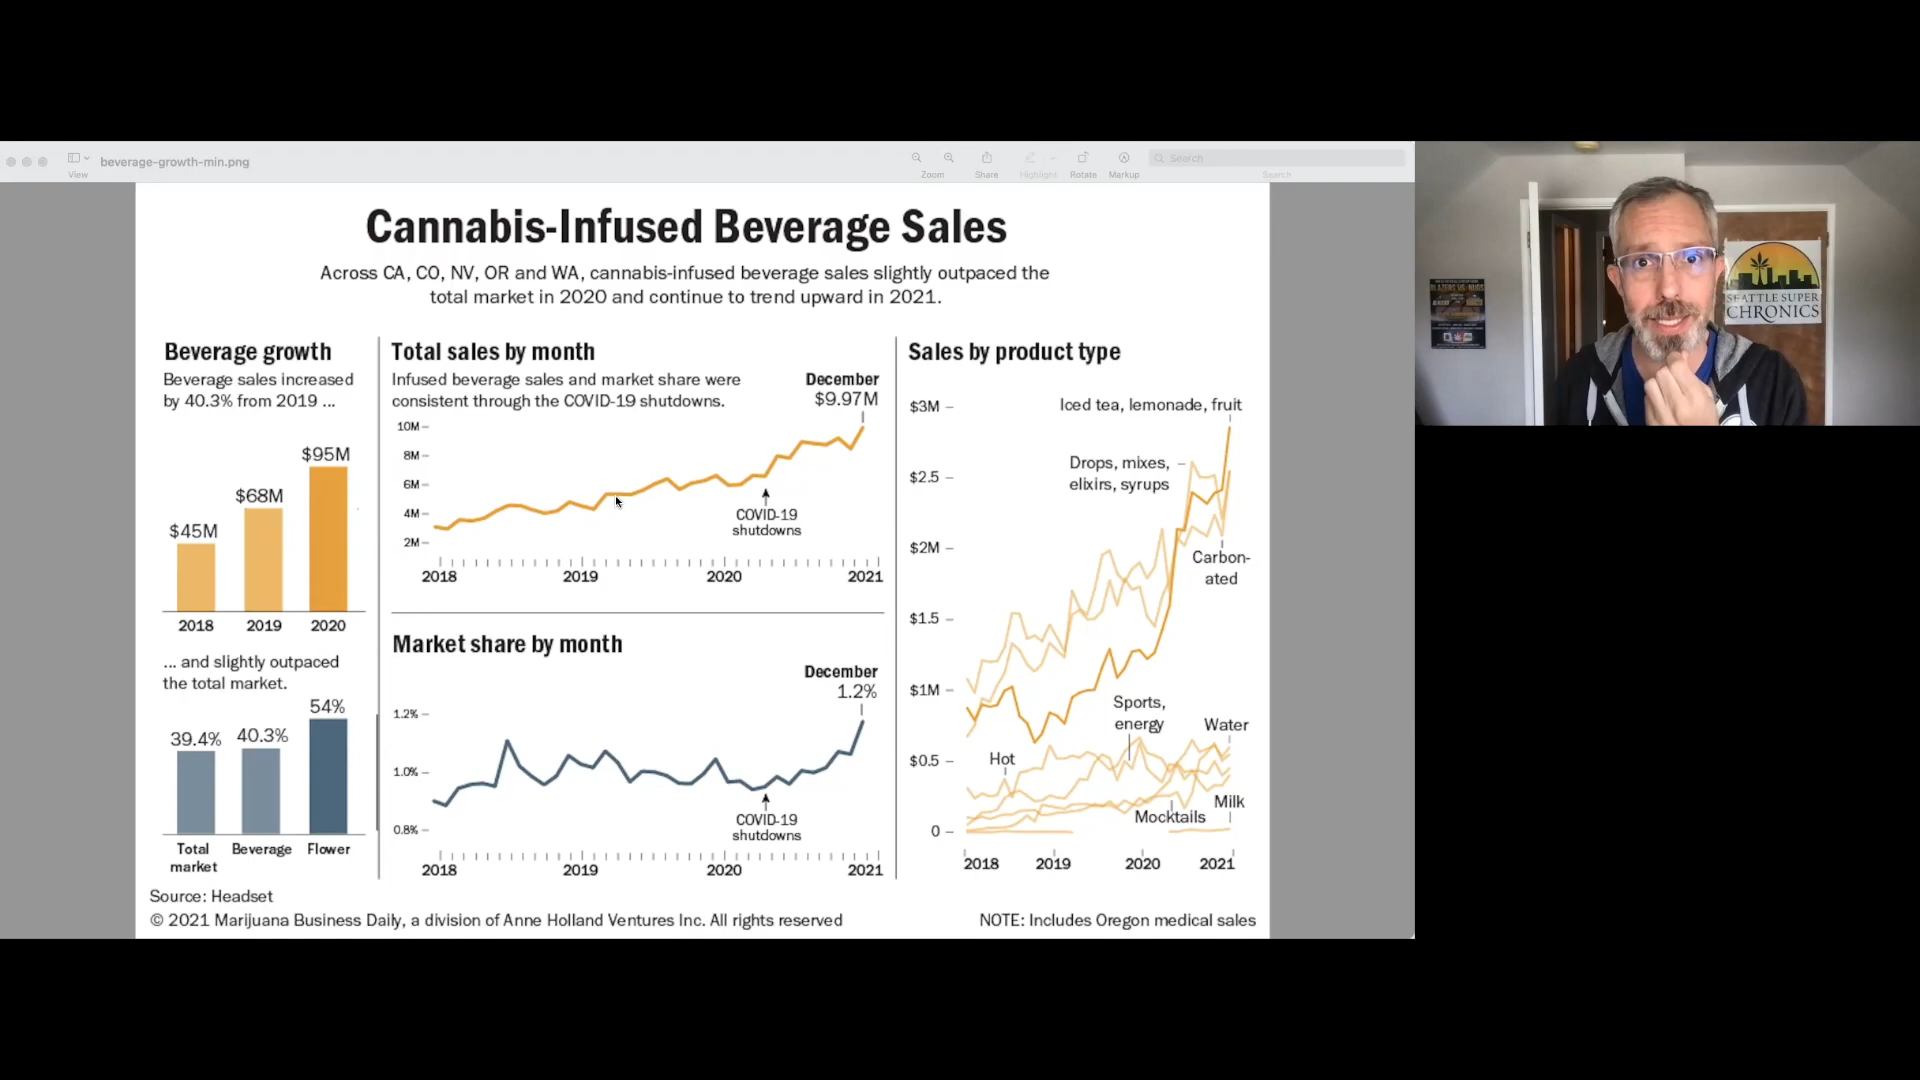 beverage-growth-min.png
View
Zoom
Share
Highlight
Rotate
Markup
Search
Search
Cannabis-Infused Beverage Sales
Across CA, CO, NV, OR and WA, cannabis-infused beverage sales slightly outpaced the
total market in 2020 and continue to trend upward in 2021.
Beverage growth
Beverage sales increased
by 40.3% from 2019 ...
$45M
$68M
$95M
2018
2019
2020
... and slightly outpaced
the total market.
39.4%
40.3%
54%
Total
market
Beverage
Flower
Total sales by month
Infused beverage sales and market share were
consistent through the COVID-19 shutdowns.
December
$9.97M
10M
8M
6M
4M
2M
COVID-19
shutdowns
2018
2019
2020
2021
Market share by month
December
1.2%
1.2%
1.0%
0.8%
COVID-19
shutdowns
2018
2019
2020
2021
Sales by product type
$3M
$2.5
$2M
$1.5
$1M
$0.5
0
Iced tea, lemonade, fruit
Drops, mixes,
elixirs, syrups
Carbon-
ated
Sports,
energy
Water
Hot
Milk
Mocktails
2018
2019
2020
2021
Source: Headset
© 2021 Marijuana Business Daily, a division of Anne Holland Ventures Inc. All rights reserved
NOTE: Includes Oregon medical sales
SEATTLE SUPER
CHRONICS